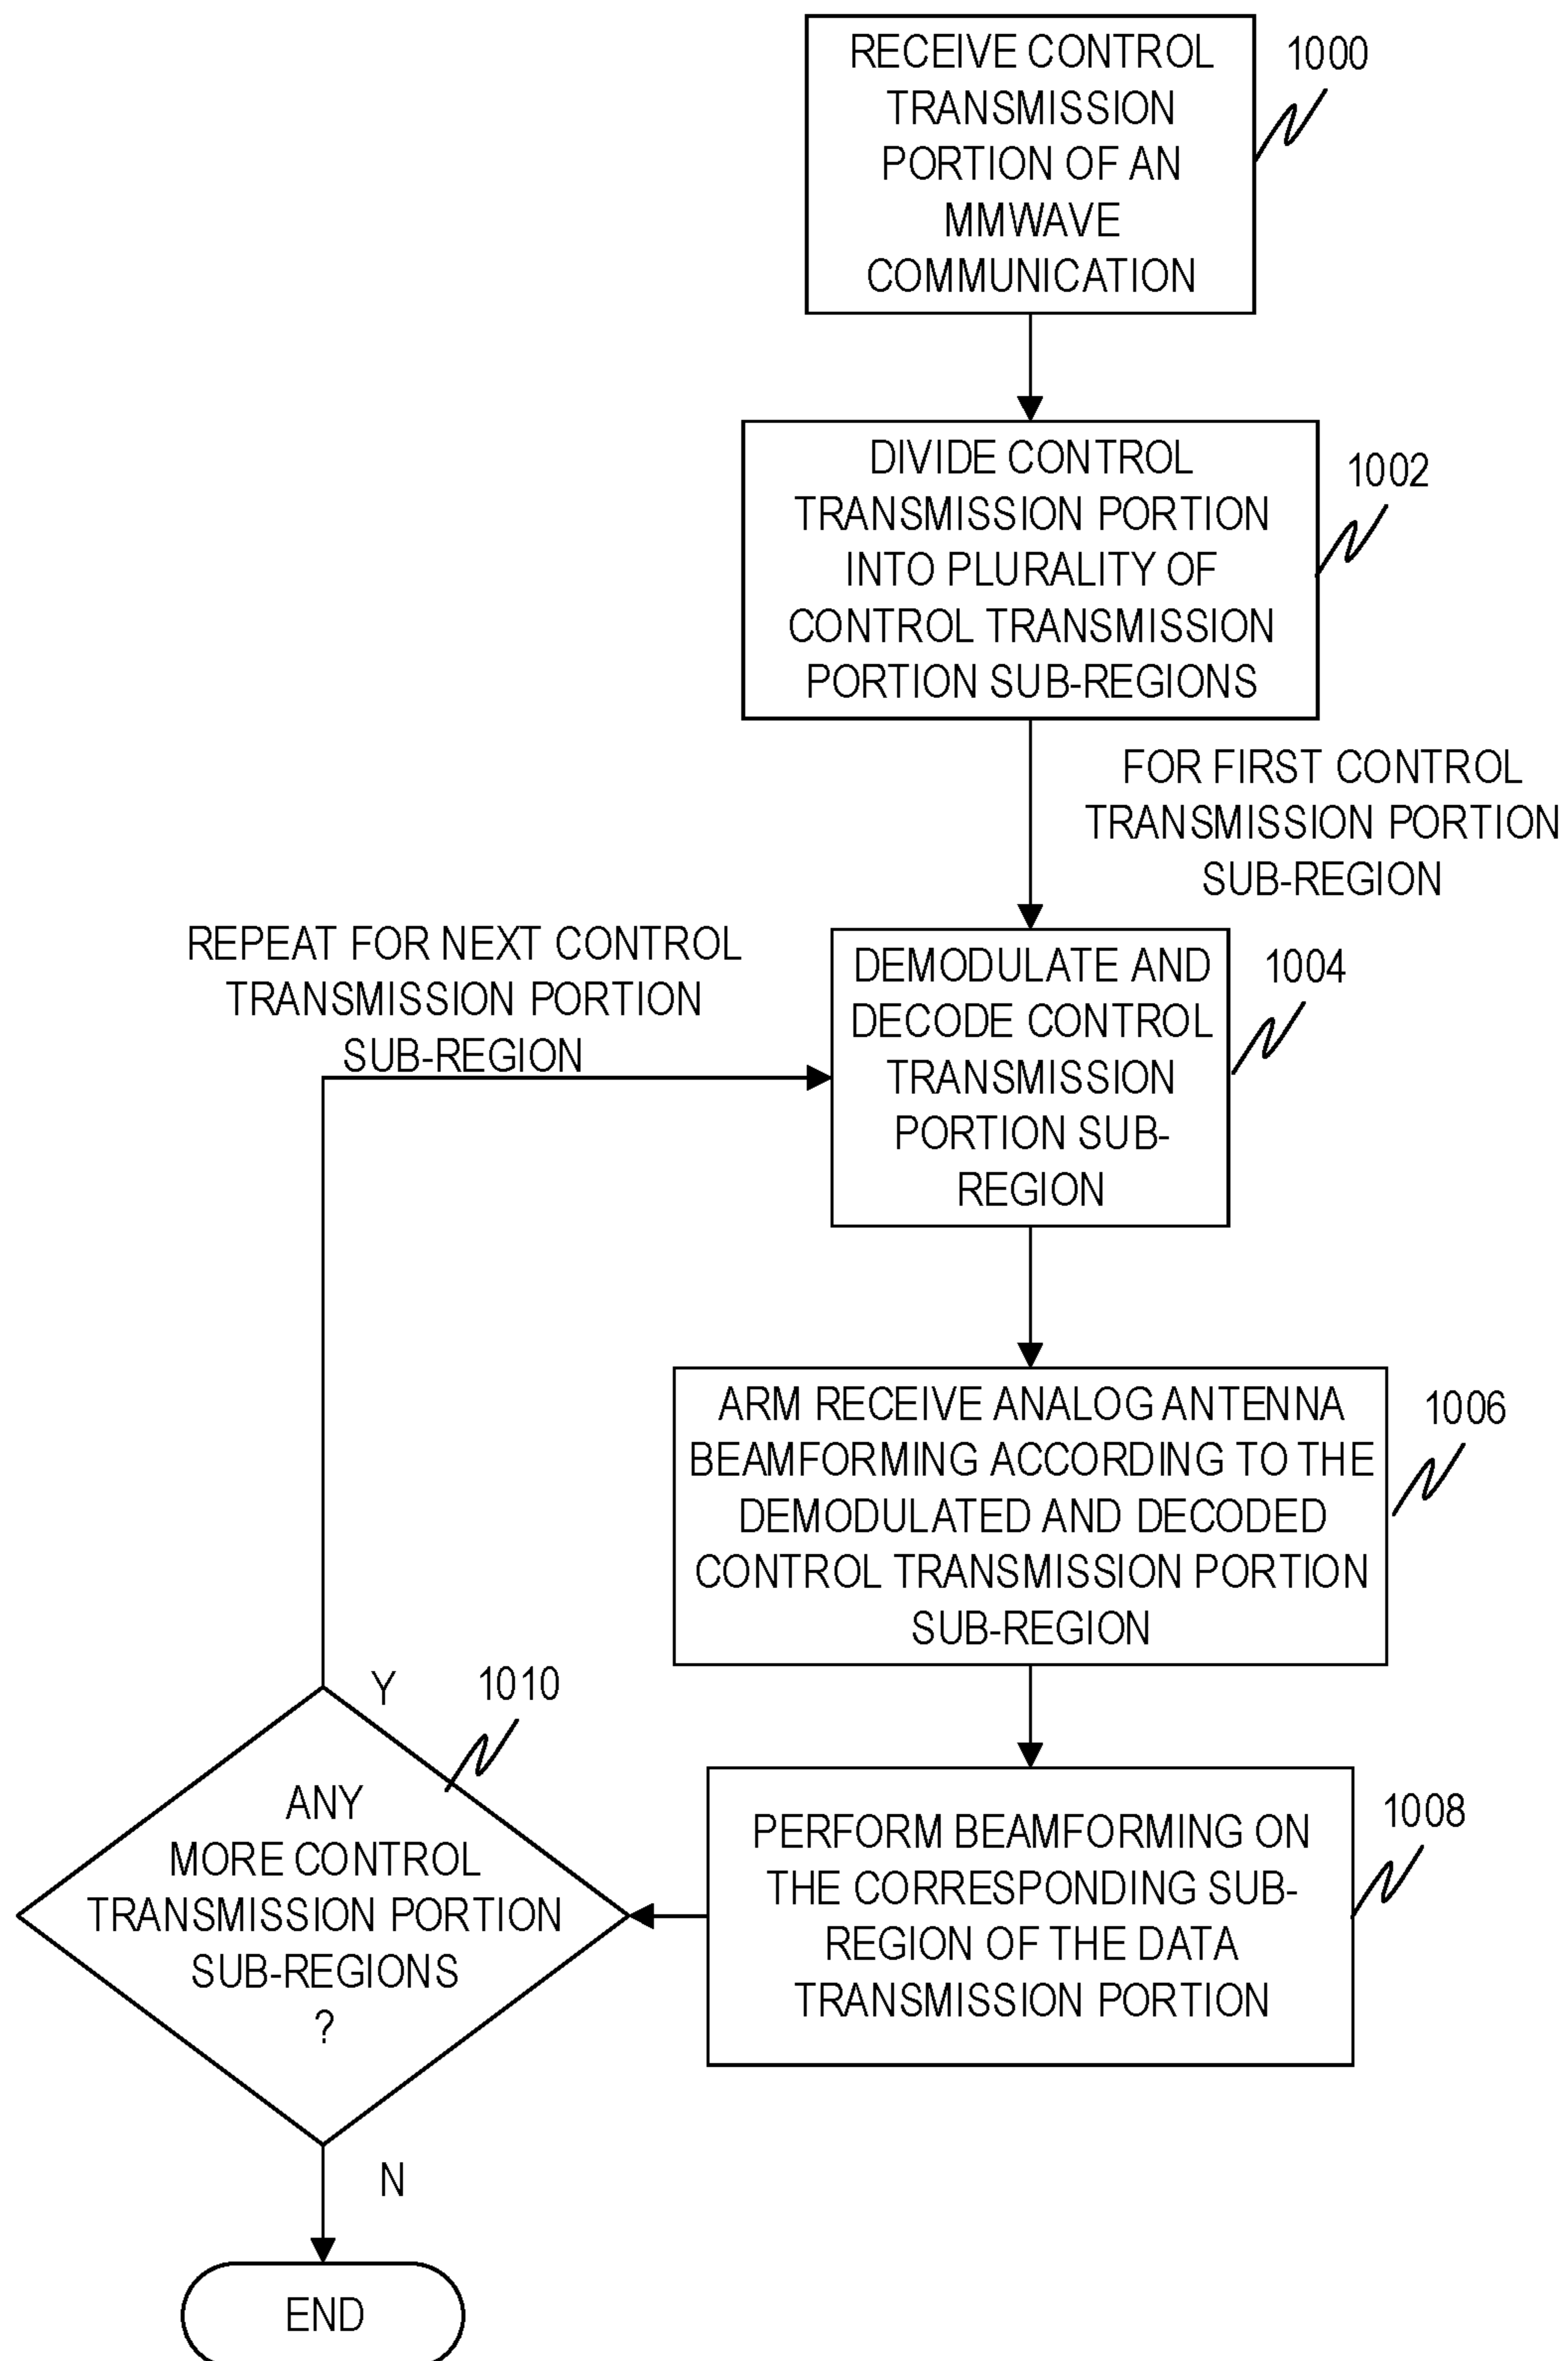 RECEIVE CONTROL
TRANSMISSION
PORTION OF AN
MMWAVE
COMMUNICATION
1000
DIVIDE CONTROL
TRANSMISSION PORTION
INTO PLURALITY OF
CONTROL TRANSMISSION
PORTION SUB-REGIONS
1002
FOR FIRST CONTROL
TRANSMISSION PORTION
SUB-REGION
REPEAT FOR NEXT CONTROL
TRANSMISSION PORTION
SUB-REGION
DEMODULATE AND
DECODE CONTROL
TRANSMISSION
PORTION SUB-
REGION
1004
ARM RECEIVE ANALOG ANTENNA
BEAMFORMING ACCORDING TO THE
DEMODULATED AND DECODED
CONTROL TRANSMISSION PORTION
SUB-REGION
1006
PERFORM BEAMFORMING ON
THE CORRESPONDING SUB-
REGION OF THE DATA
TRANSMISSION PORTION
1008
Y
1010
ANY
MORE CONTROL
TRANSMISSION PORTION
SUB-REGIONS
?
N
END